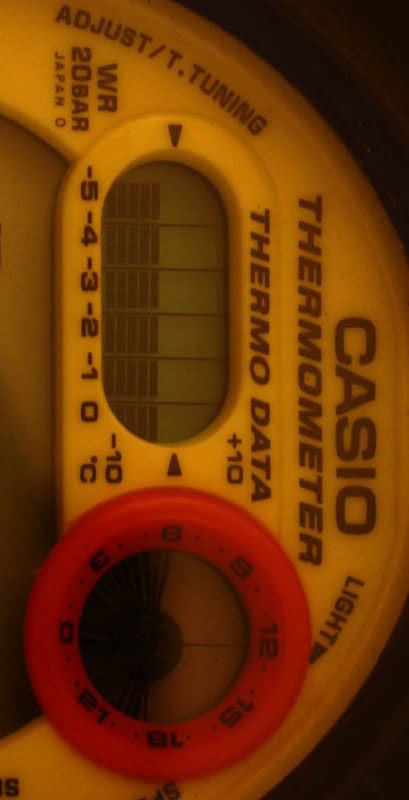 ADJUST/T.TUNING
WR
20BAR
JAPAN O
CASIO
THERMOMETER
THERMO DATA
-5 -4 -3 -2 -1 0 °C
-10
+10
LIGHT
0 3 6 9 12 15 18 21